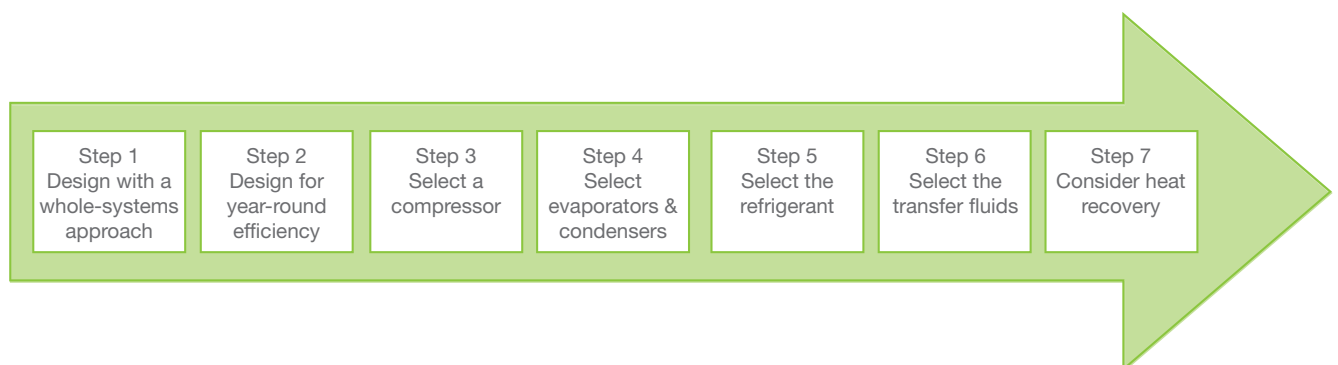 Step 1
Design with a
whole-systems
approach
Step 2
Design for
year-round
efficiency
Step 3
Select a
compressor
Step 4
Select
evaporators &
condensers
Step 5
Select the
refrigerant
Step 6
Select the
transfer fluids
Step 7
Consider heat
recovery